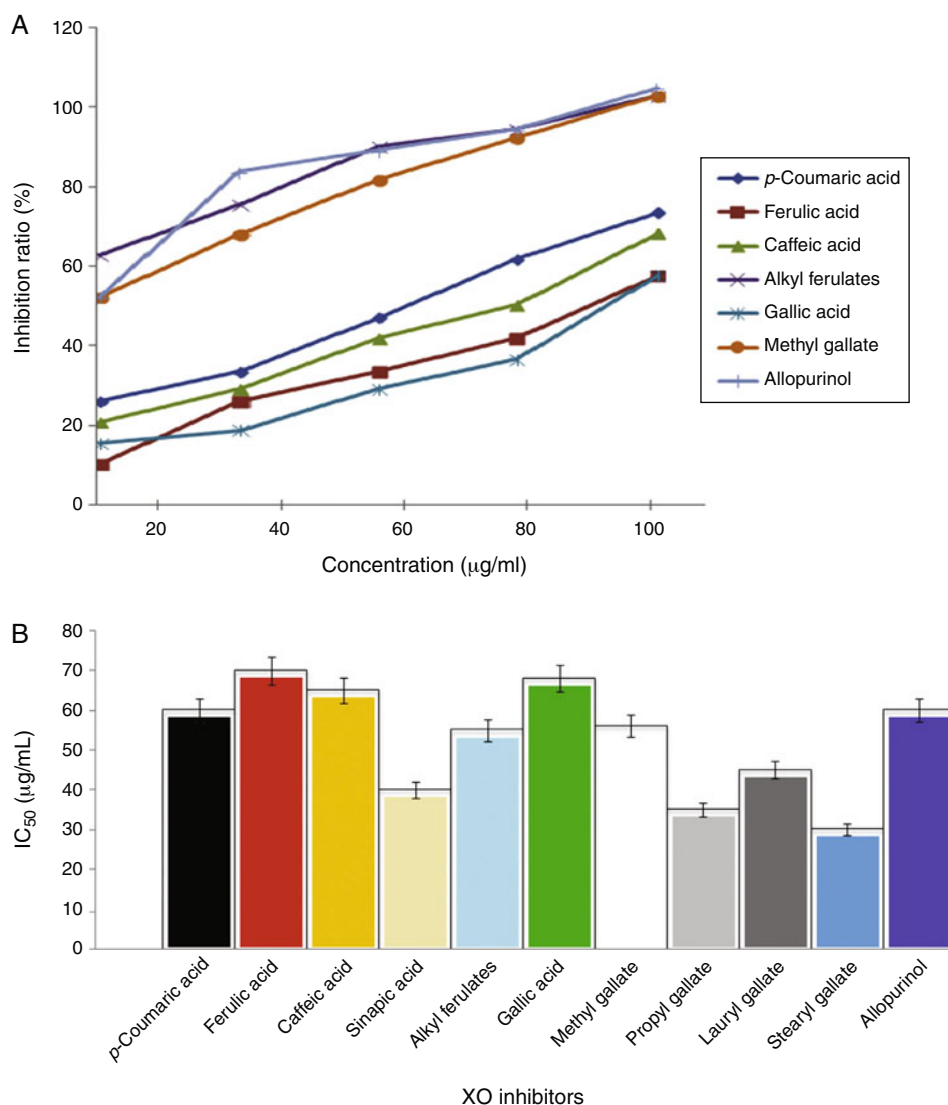 A
120
100
80
60
40
20
0
Inhibition ratio (%)
20 40 60 80 100
Concentration (μg/ml)
p-Coumaric acid
Ferulic acid
Caffeic acid
Alkyl ferulates
Gallic acid
Methyl gallate
Allopurinol
B
80
70
60
50
40
30
20
10
0
IC50 (μg/mL)
p-Coumaric acid
Ferulic acid
Caffeic acid
Sinapic acid
Alkyl ferulates
Gallic acid
Methyl gallate
Propyl gallate
Lauryl gallate
Stearyl gallate
Allopurinol
XO inhibitors